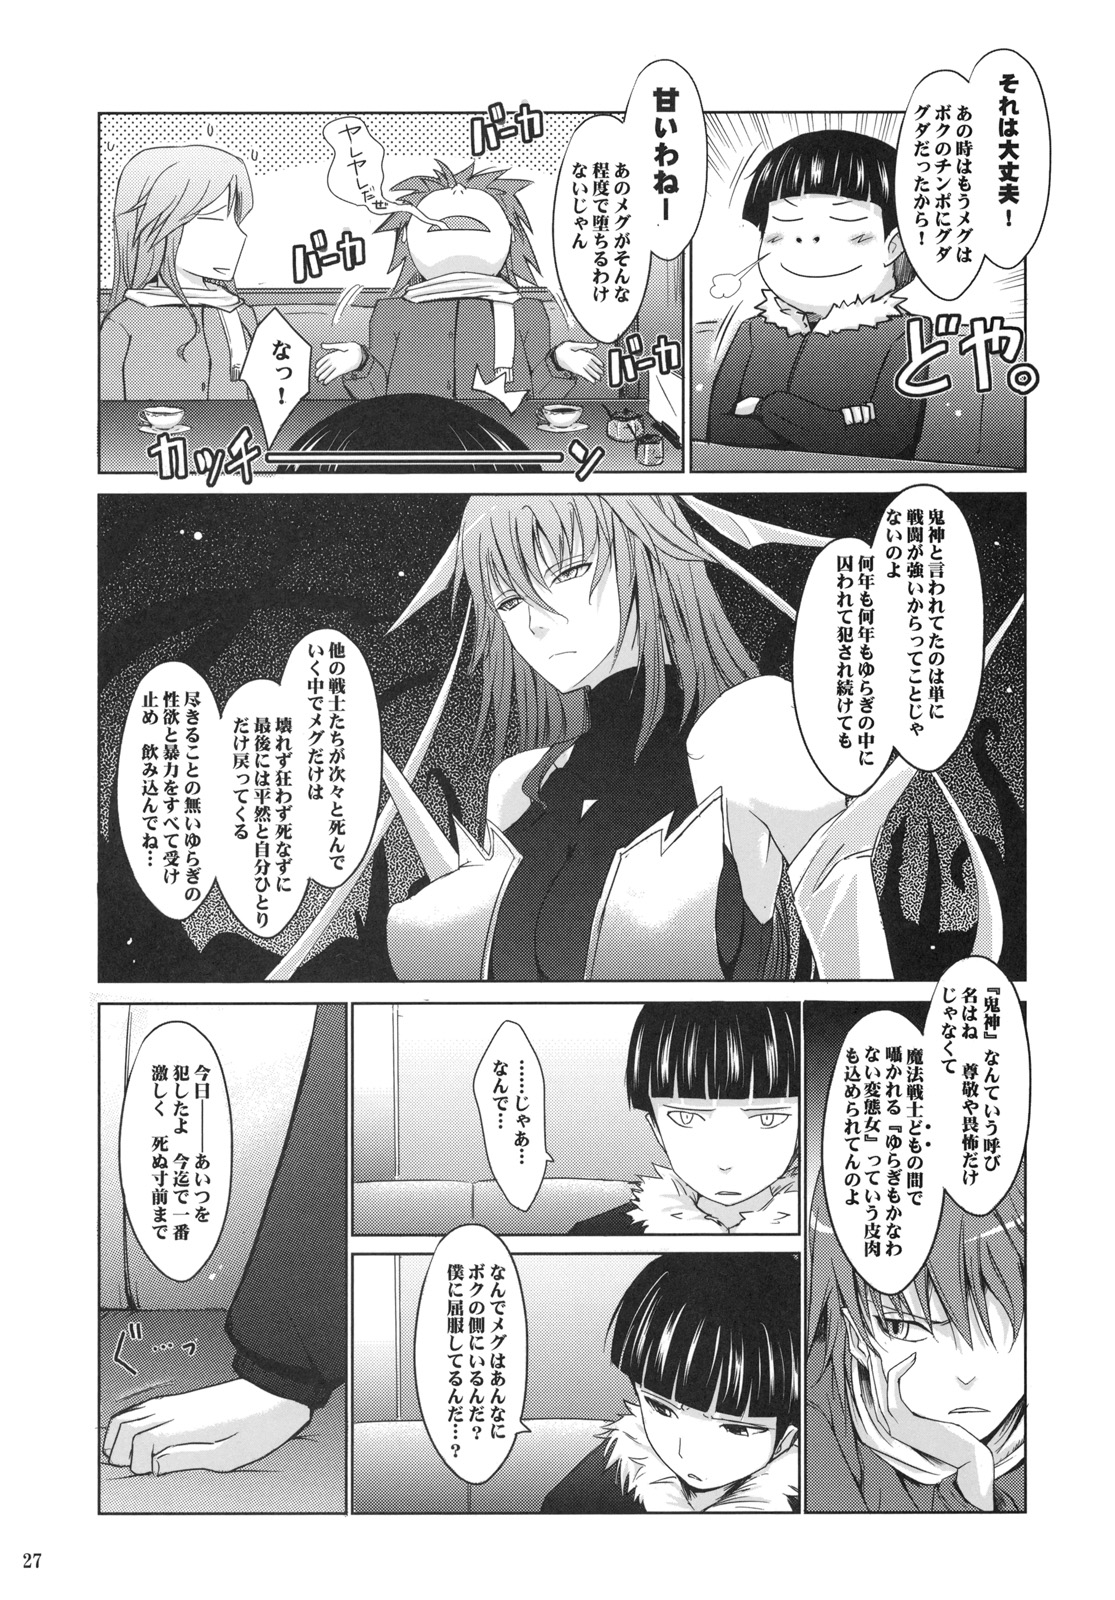 それは大丈夫！
あの時はもうメグは
ボクのチンポにグダ
グダだったから！
どや。
甘いわねー
あのメグがそんな
程度で堕ちるわけ
ないじゃん
バーカ
バーカ
バーカ
ヤレ
ヤレだぜ
なっ！
カッチーン
鬼神と言われてたのは単に
戦闘が強いからってことじゃ
ないのよ
何年も何年もゆらぎの中に
囚われて犯され続けても
他の戦士たちが次々と死んで
いく中でメグだけは
壊れず狂わず死なずに
最後には平然と自分ひとり
だけ戻ってくる
尽きることの無いゆらぎの
性欲と暴力をすべて受け
止め　飲み込んでね…
『鬼神』なんていう呼び
名はね　尊敬や畏怖だけ
じゃなくて
魔法戦士どもの間で
囁かれる『ゆらぎもかなわ
ない変態女』っていう皮肉
も込められてんのよ
……じゃあ…
なんで…
なんでメグはあんなに
ボクの側にいるんだ？
僕に屈服してるんだ…？
今日――あいつを
犯したよ　今迄で一番
激しく　死ぬ寸前まで
ぐ…っ
27